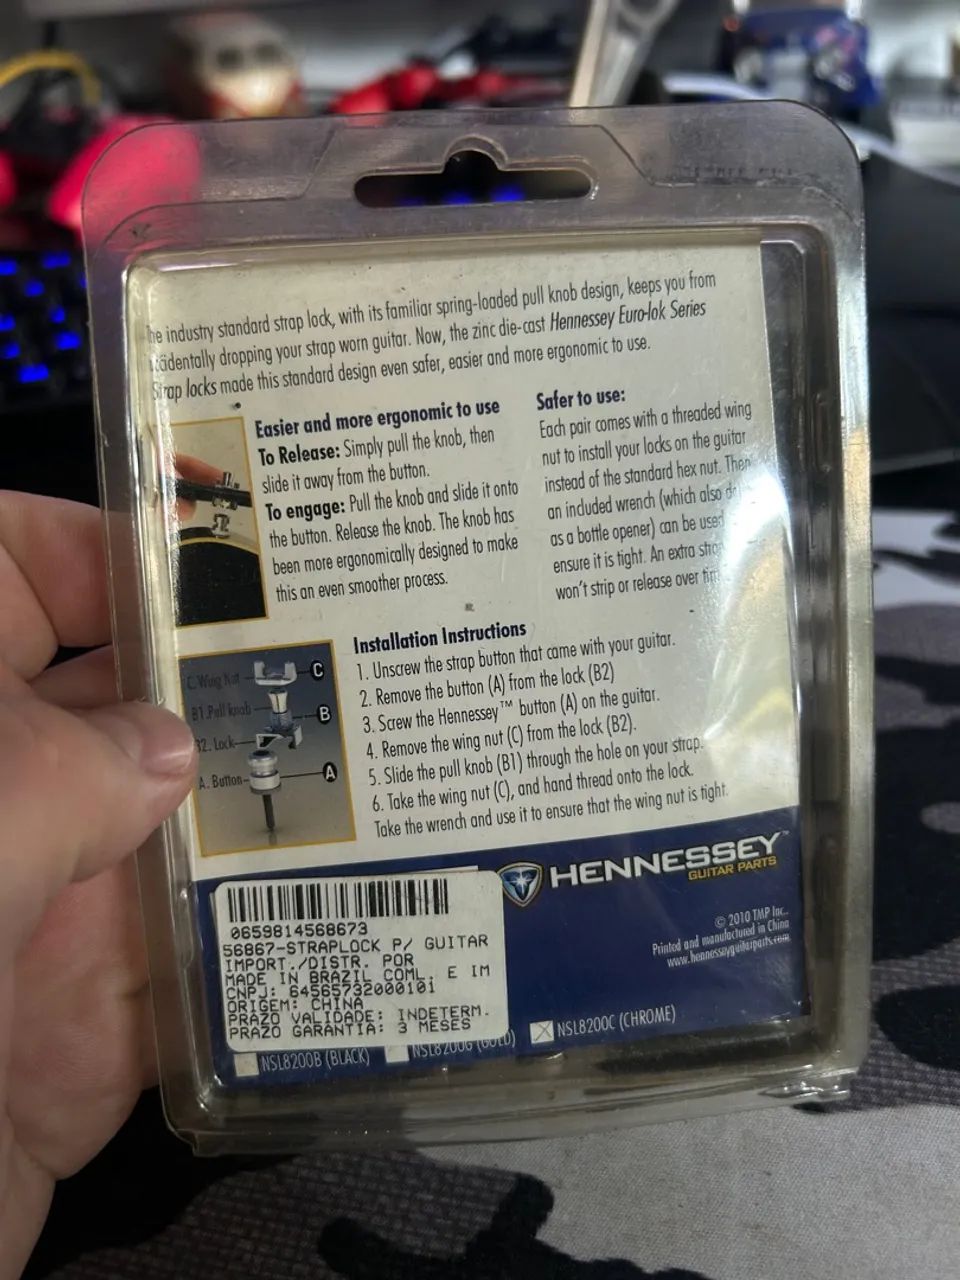 The industry standard strap lock, with its familiar spring-loaded pull knob design, keeps you from
dropping your strap worn guitar. Now, the zinc die-cast Hennessey Euro-lok Series
Strap locks made this standard design even safer, easier and more ergonomic to use.
Easier and more ergonomic to use
To Release: Simply pull the knob, then
slide it away from the button.
To engage: Pull the knob and slide it onto
the button. Release the knob. The knob has
been more ergonomically designed to make
this an even smoother process.
Safer to use:
Each pair comes with a threaded wing
nut to install your locks on the guitar
instead of the standard hex nut. Then
an included wrench (which also
as a bottle opener) can be used
ensure it is tight. An extra
won't strip or release over
C. Wing Nut
C
B1. Pull knob
B
B2. Lock
A. Button
A
Installation Instructions
1. Unscrew the strap button that came with your guitar.
2. Remove the button (A) from the lock (B2)
3. Screw the Hennessey™ button (A) on the guitar.
4. Remove the wing nut (C) from the lock (B2).
5. Slide the pull knob (B1) through the hole on your strap.
6. Take the wing nut (C), and hand thread onto the lock.
Take the wrench and use it to ensure that the wing nut is tight.
HENNESSEY™
GUITAR PARTS
© 2010 TMP Inc..
Printed and manufactured in China
www.hennesseyguitarparts.com
0659814568673
56867-STRAPLOCK P/ GUITAR
IMPORT./DISTR. POR
MADE IN BRAZIL COML. E IM
CNPJ: 64565732000101
ORIGEM: CHINA
PRAZO VALIDADE: INDETERM.
PRAZO GARANTIA: 3 MESES
NSL8200B (BLACK)
NSL8200G (GOLD)
NSL8200C (CHROME)